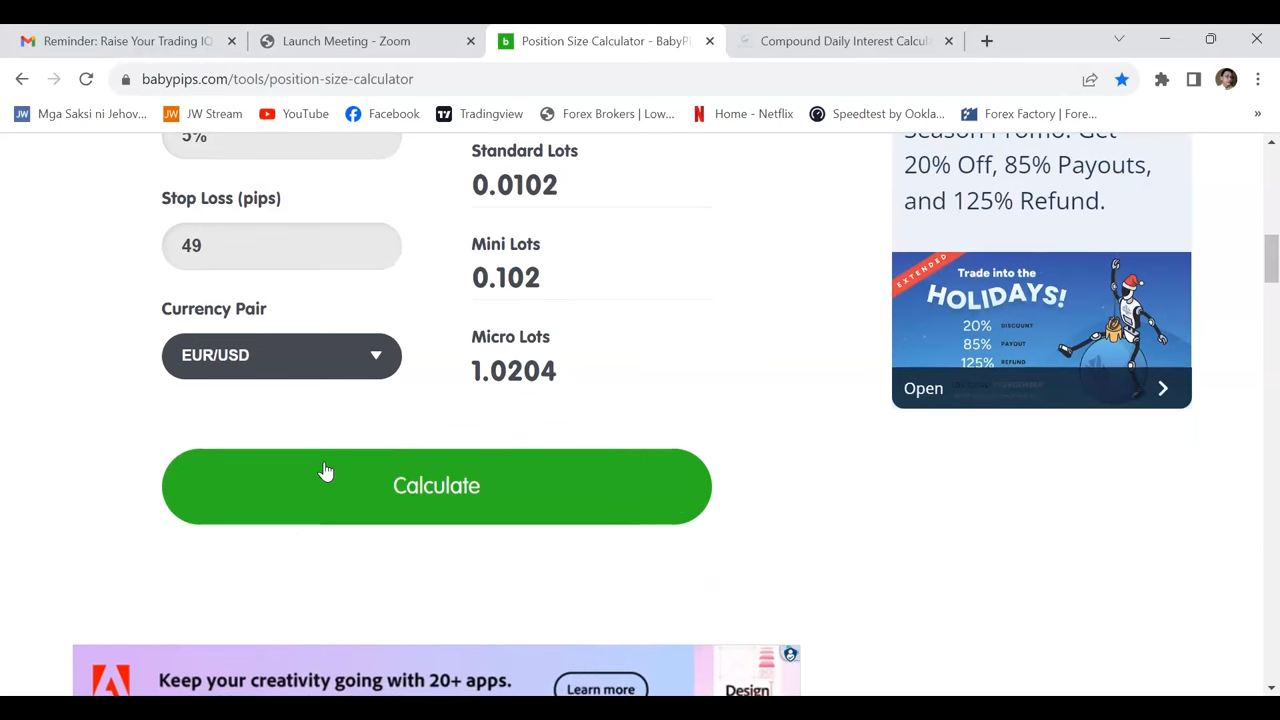 Reminder: Raise Your Trading IQ
Launch Meeting - Zoom
Position Size Calculator - BabyPi
Compound Daily Interest Calcul
babypips.com/tools/position-size-calculator
Mga Saksi ni Jehov...
JW Stream
YouTube
Facebook
Tradingview
Forex Brokers | Low...
Home - Netflix
Speedtest by Ookla...
Forex Factory | Fore...
»
5%
Stop Loss (pips)
49
Currency Pair
EUR/USD
Standard Lots
0.0102
Mini Lots
0.102
Micro Lots
1.0204
Calculate
Season Promo: Get
20% Off, 85% Payouts,
and 125% Refund.
EXTENDED
Trade into the
HOLIDAYS!
20% DISCOUNT
85% PAYOUT
125% REFUND
Open
Keep your creativity going with 20+ apps.
Learn more
Design